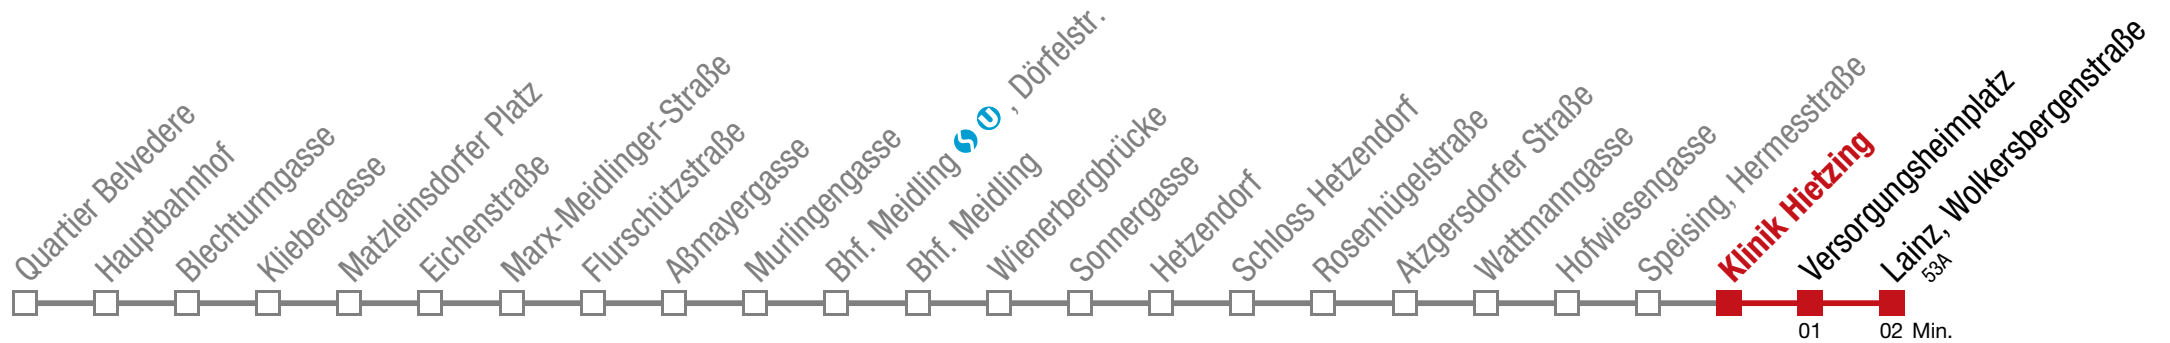 Quartier Belvedere
Hauptbahnhof
Blechturmgasse
Kliebergasse
Matzleinsdorfer Platz
Eichenstraße
Marx-Meidlinger-Straße
Flurschützstraße
Aßmayergasse
Murlingengasse
Bhf. Meidling S U , Dörfelstr.
Bhf. Meidling
Wienerbergbrücke
Sonnergasse
Hetzendorf
Schloss Hetzendorf
Rosenhügelstraße
Atzgersdorfer Straße
Wattmanngasse
Hofwiesengasse
Speising, Hermesstraße
Klinik Hietzing
Versorgungsheimplatz
Lainz, Wolkersbergenstraße
53A
01
02 Min.